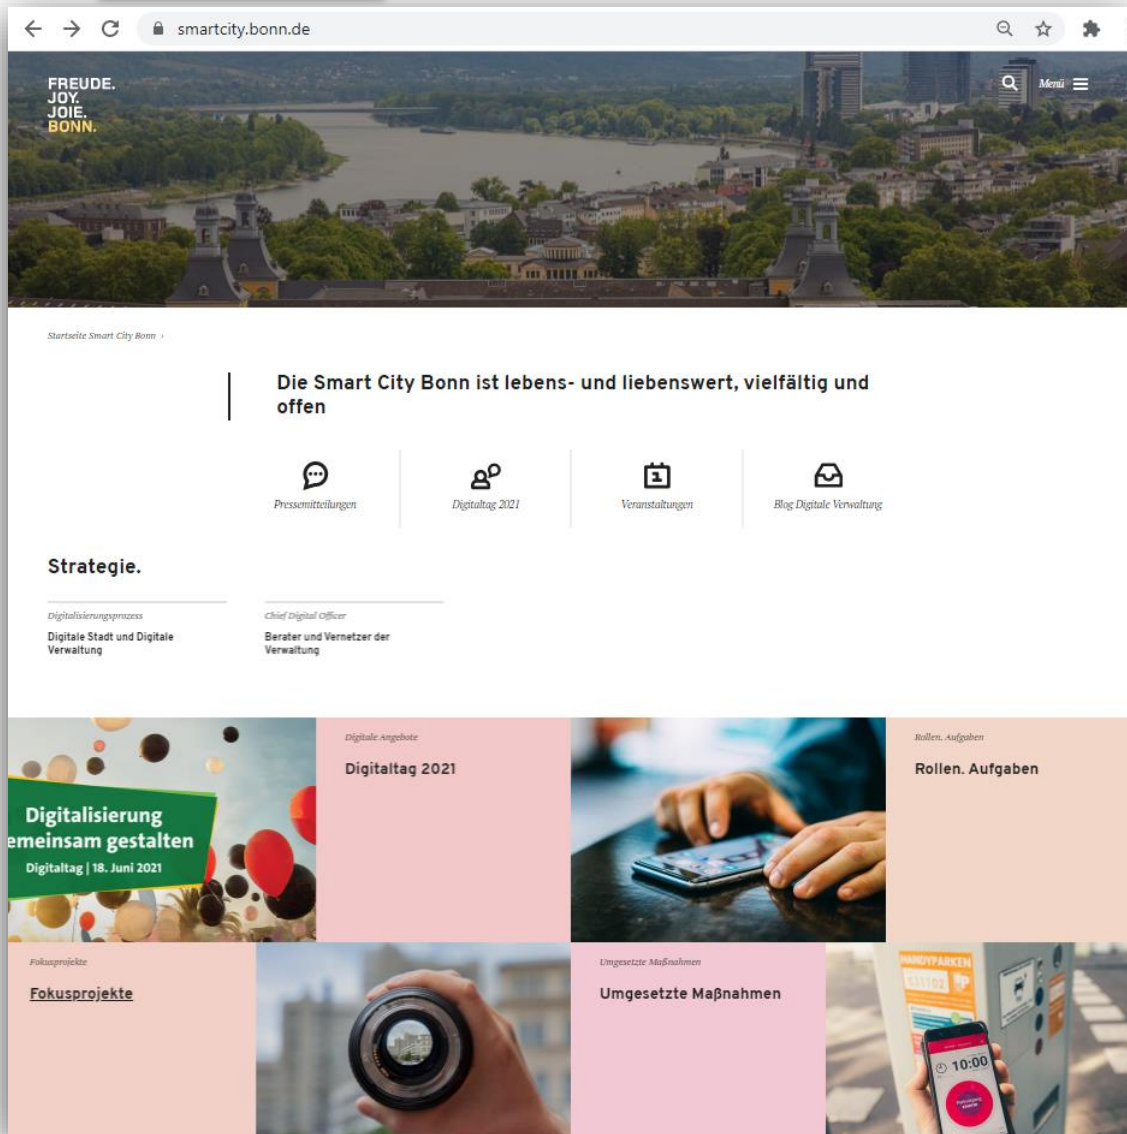 smartcity.bonn.de
FREUDE.
JOY.
JOIE.
BONN.
Menü
Startseite Smart City Bonn ›
Die Smart City Bonn ist lebens- und liebenswert, vielfältig und
offen
Pressemitteilungen
Digitaltag 2021
1
Veranstaltungen
Blog Digitale Verwaltung
Strategie.
Digitalisierungsprozess
Digitale Stadt und Digitale
Verwaltung
Chief Digital Officer
Berater und Vernetzer der
Verwaltung
Digitalisierung
emeinsam gestalten
Digitaltag | 18. Juni 2021
Digitale Angebote
Digitaltag 2021
Rollen. Aufgaben
Rollen. Aufgaben
Fokusprojekte
Fokusprojekte
Umgesetzte Maßnahmen
Umgesetzte Maßnahmen
HANDYPARKEN
10:00